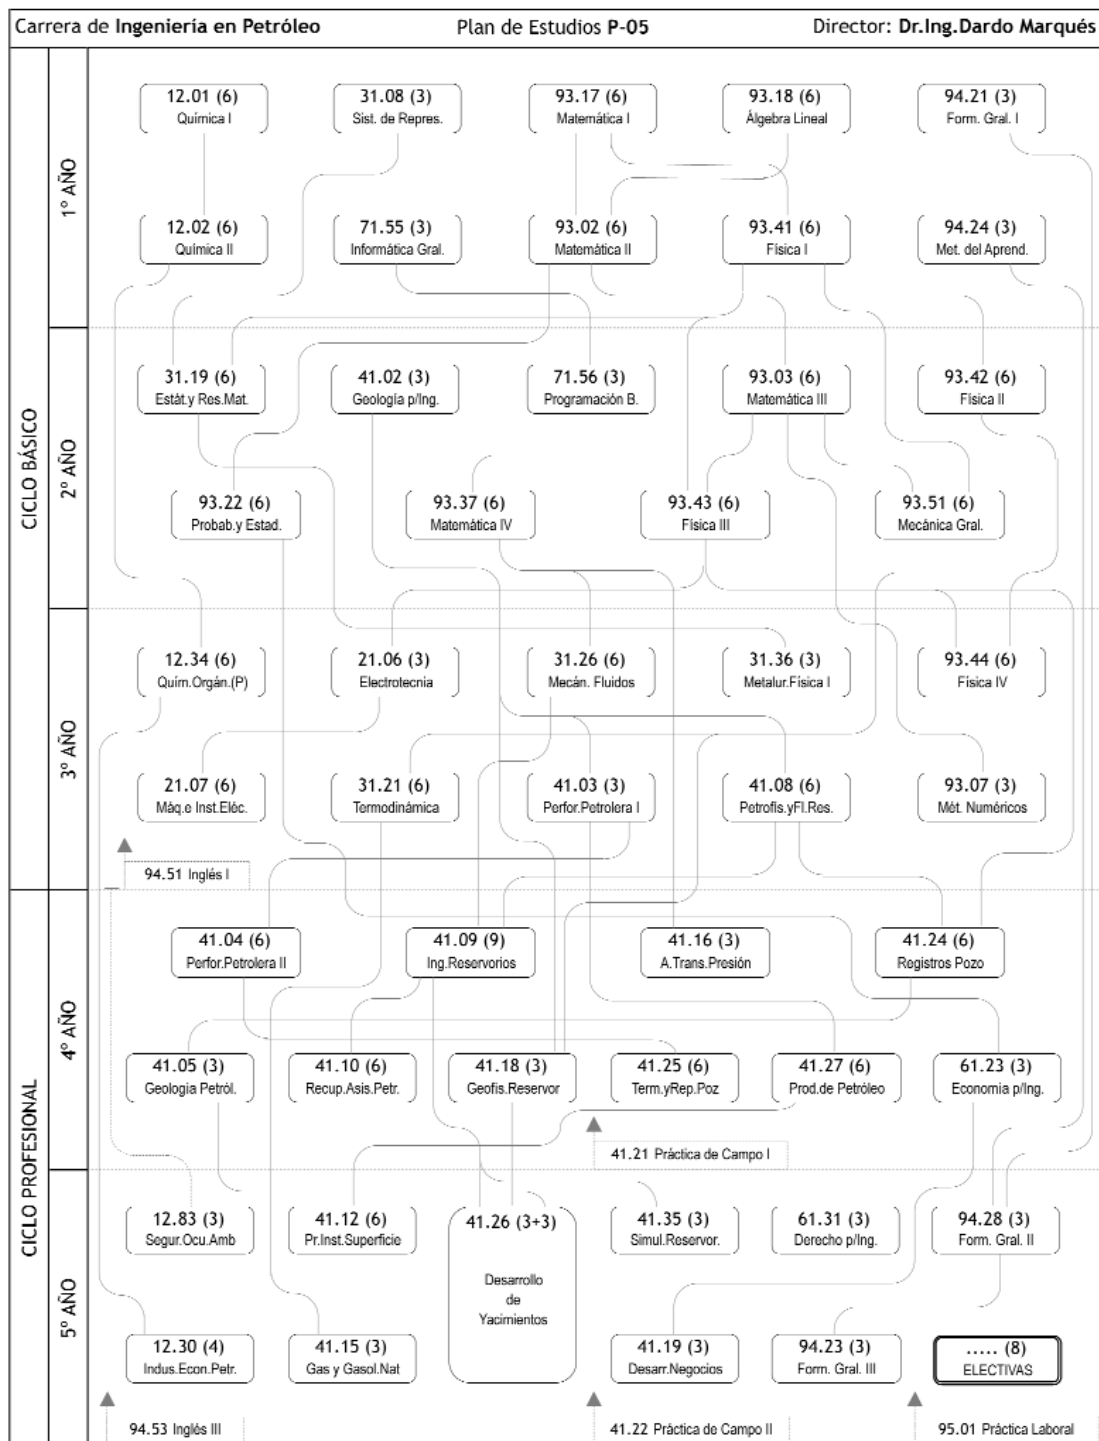 Carrera de Ingeniería en Petróleo Plan de Estudios P-05 Director: Dr.Ing.Dardo Marqués
CICLO BÁSICO
1º AÑO
12.01 (6) 31.08 (3) 93.17 (6) 93.18 (6) 94.21 (3)
Química I Sist. de Repres. Matemática I Álgebra Lineal Form. Gral. I
12.02 (6) 71.55 (3) 93.02 (6) 93.41 (6) 94.24 (3)
Química II Informática Gral. Matemática II Física I Met. del Aprend.
2º AÑO
31.19 (6) 41.02 (3) 71.56 (3) 93.03 (6) 93.42 (6)
Estát.y Res.Mat. Geología p/Ing. Programación B. Matemática III Física II
93.22 (6) 93.37 (6) 93.43 (6) 93.51 (6)
Probab.y Estad. Matemática IV Física III Mecánica Gral.
3º AÑO
12.34 (6) 21.06 (3) 31.26 (6) 31.36 (3) 93.44 (6)
Quím.Orgán.(P) Electrotecnia Mecán. Fluidos Metalur.Física I Física IV
21.07 (6) 31.21 (6) 41.03 (3) 41.08 (6) 93.07 (3)
Máq.e Inst.Eléc. Termodinámica Perfor.Petrolera I Petrofís.yFl.Res. Mét. Numéricos
94.51 Inglés I
CICLO PROFESIONAL
4º AÑO
41.04 (6) 41.09 (9) 41.16 (3) 41.24 (6)
Perfor.Petrolera II Ing.Reservorios A.Trans.Presión Registros Pozo
41.05 (3) 41.10 (6) 41.18 (3) 41.25 (6) 41.27 (6) 61.23 (3)
Geología Petról. Recup.Asis.Petr. Geofís.Reservor Term.yRep.Poz Prod.de Petróleo Economía p/Ing.
41.21 Práctica de Campo I
5º AÑO
12.83 (3) 41.12 (6) 41.26 (3+3) 41.35 (3) 61.31 (3) 94.28 (3)
Segur.Ocu.Amb Pr.Inst.Superficie Simul.Reservor. Derecho p/Ing. Form. Gral. II
Desarrollo
de
Yacimientos
12.30 (4) 41.15 (3) 41.19 (3) 94.23 (3) ..... (8)
Indus.Econ.Petr. Gas y Gasol.Nat Desarr.Negocios Form. Gral. III ELECTIVAS
94.53 Inglés III 41.22 Práctica de Campo II 95.01 Práctica Laboral